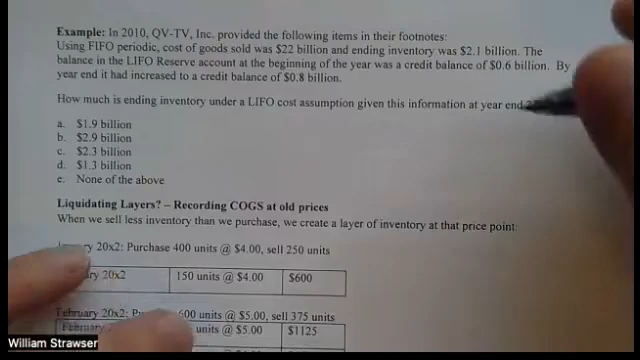 Example: In 2010, QV-TV, Inc. provided the following items in their footnotes:
Using FIFO periodic, cost of goods sold was $22 billion and ending inventory was $2.1 billion. The
balance in the LIFO Reserve account at the beginning of the year was a credit balance of $0.6 billion. By
year end it had increased to a credit balance of $0.8 billion.
How much is ending inventory under a LIFO cost assumption given this information at year end
a. $1.9 billion
b. $2.9 billion
c. $2.3 billion
d. $1.3 billion
e. None of the above
Liquidating Layers? – Recording COGS at old prices
When we sell less inventory than we purchase, we create a layer of inventory at that price point:
20x2: Purchase 400 units @ $4.00, sell 250 units
20x2 150 units @ $4.00 $600
February 20x2: 600 units @ $5.00, sell 375 units
February units @ $5.00 $1125
William Strawser